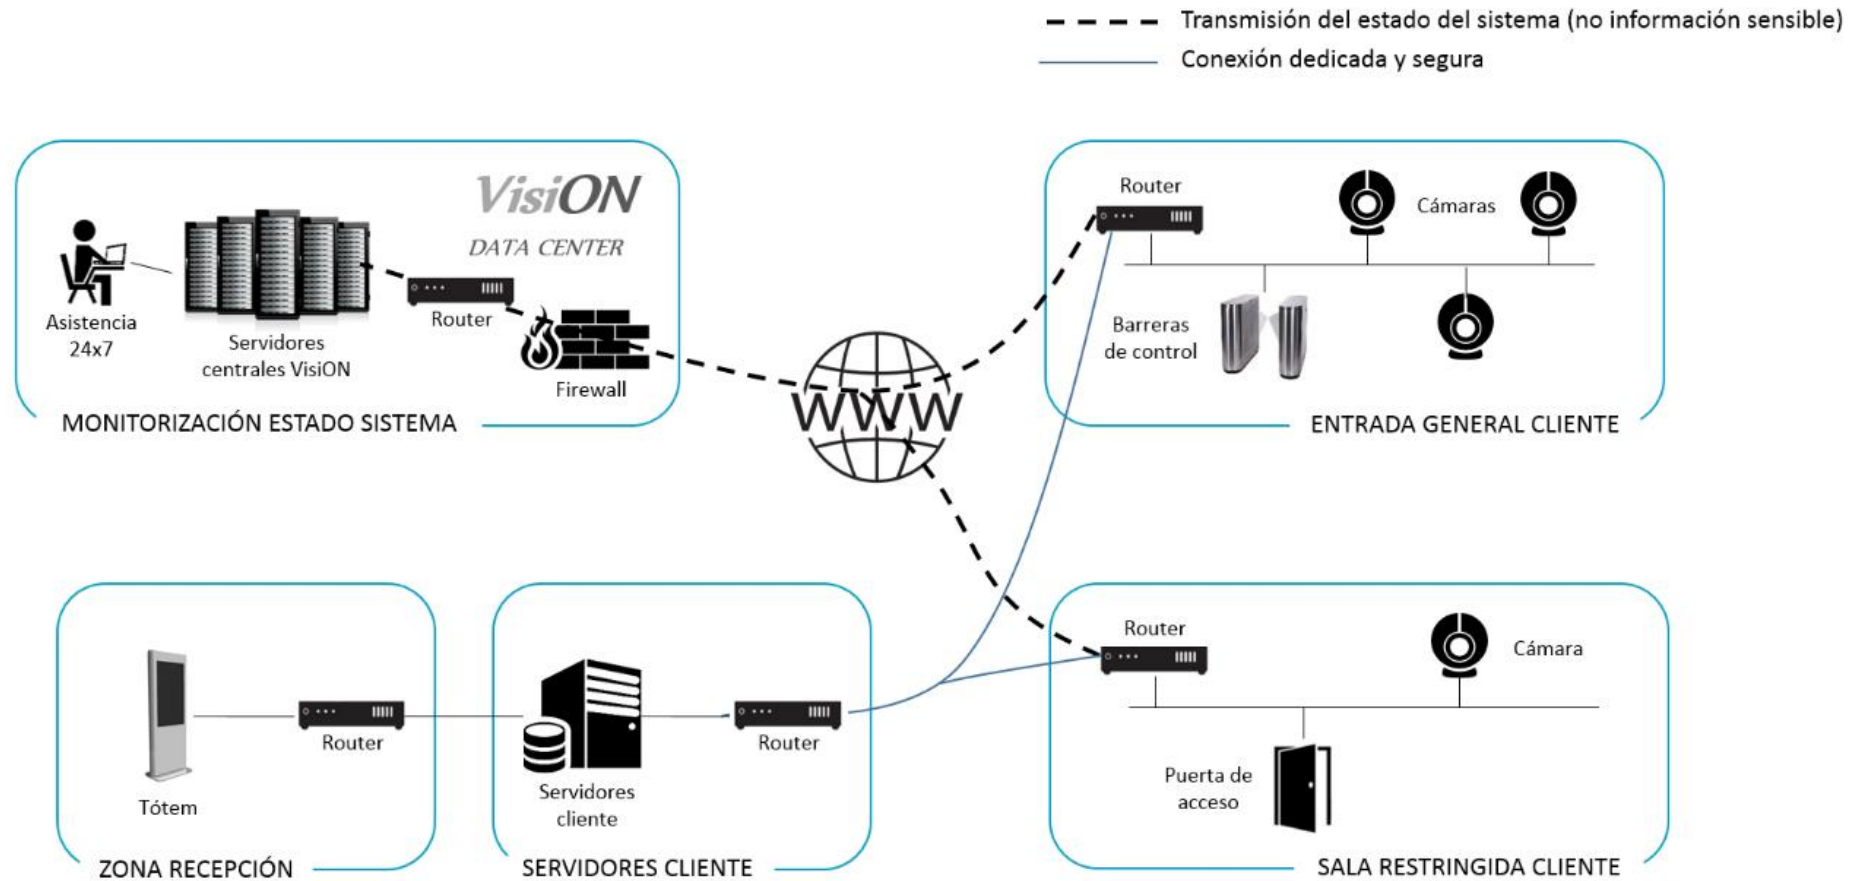 Transmisión del estado del sistema (no información sensible)
Conexión dedicada y segura
VisiON
DATA CENTER
Asistencia
24x7
Servidores
centrales VisiON
Router
Firewall
MONITORIZACIÓN ESTADO SISTEMA
WWW
Router
Cámaras
Barreras
de control
ENTRADA GENERAL CLIENTE
Tótem
Router
ZONA RECEPCIÓN
Servidores
cliente
Router
SERVIDORES CLIENTE
Router
Cámara
Puerta de
acceso
SALA RESTRINGIDA CLIENTE